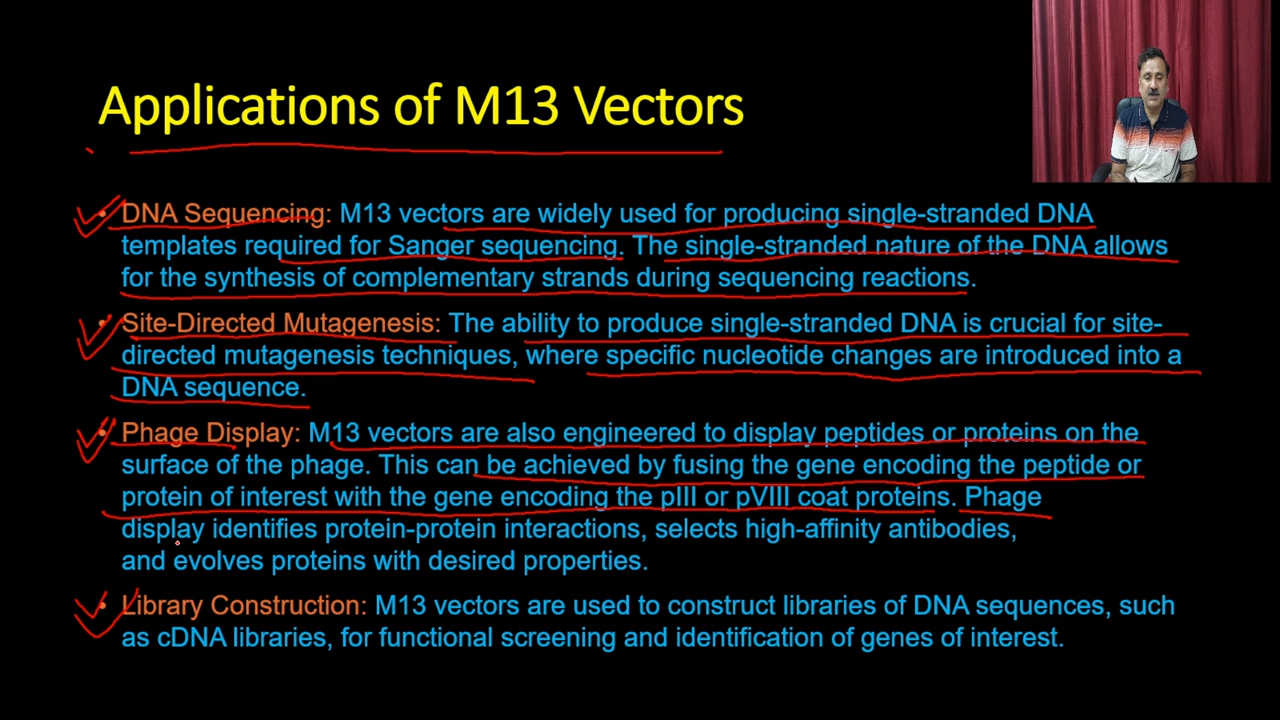 Applications of M13 Vectors
• DNA Sequencing: M13 vectors are widely used for producing single-stranded DNA
templates required for Sanger sequencing. The single-stranded nature of the DNA allows
for the synthesis of complementary strands during sequencing reactions.
• Site-Directed Mutagenesis: The ability to produce single-stranded DNA is crucial for site-
directed mutagenesis techniques, where specific nucleotide changes are introduced into a
DNA sequence.
• Phage Display: M13 vectors are also engineered to display peptides or proteins on the
surface of the phage. This can be achieved by fusing the gene encoding the peptide or
protein of interest with the gene encoding the pIII or pVIII coat proteins. Phage
display identifies protein-protein interactions, selects high-affinity antibodies,
and evolves proteins with desired properties.
• Library Construction: M13 vectors are used to construct libraries of DNA sequences, such
as cDNA libraries, for functional screening and identification of genes of interest.